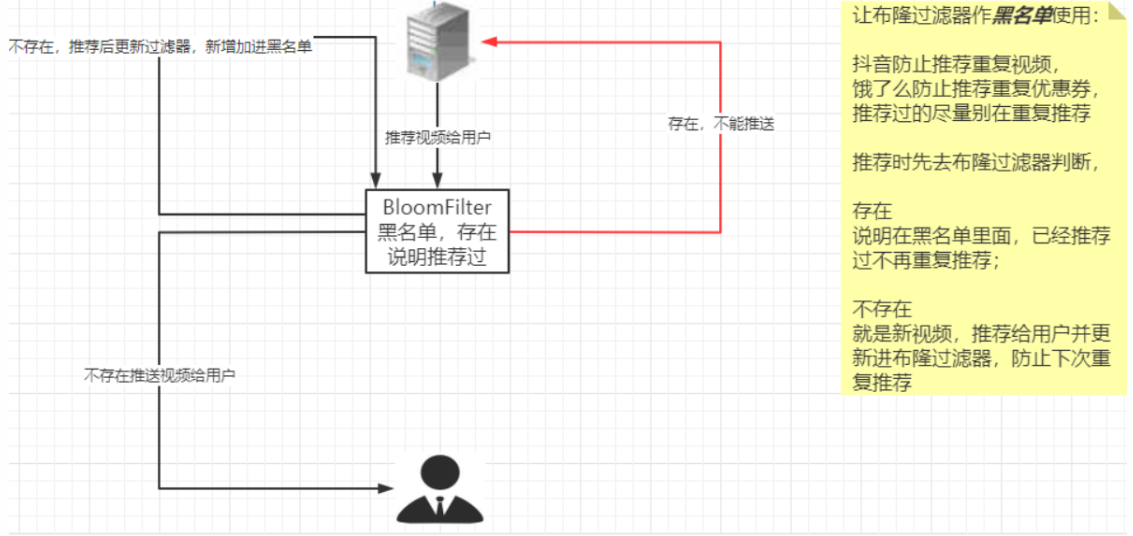 不存在，推荐后更新过滤器，新增加进黑名单
推荐视频给用户
存在，不能推送
BloomFilter
黑名单，存在
说明推荐过
不存在推送视频给用户
让布隆过滤器作黑名单使用：
抖音防止推荐重复视频，
饿了么防止推荐重复优惠券，
推荐过的尽量别在重复推荐
推荐时先去布隆过滤器判断，
存在
说明在黑名单里面，已经推荐
过不再重复推荐；
不存在
就是新视频，推荐给用户并更
新进布隆过滤器，防止下次重
复推荐